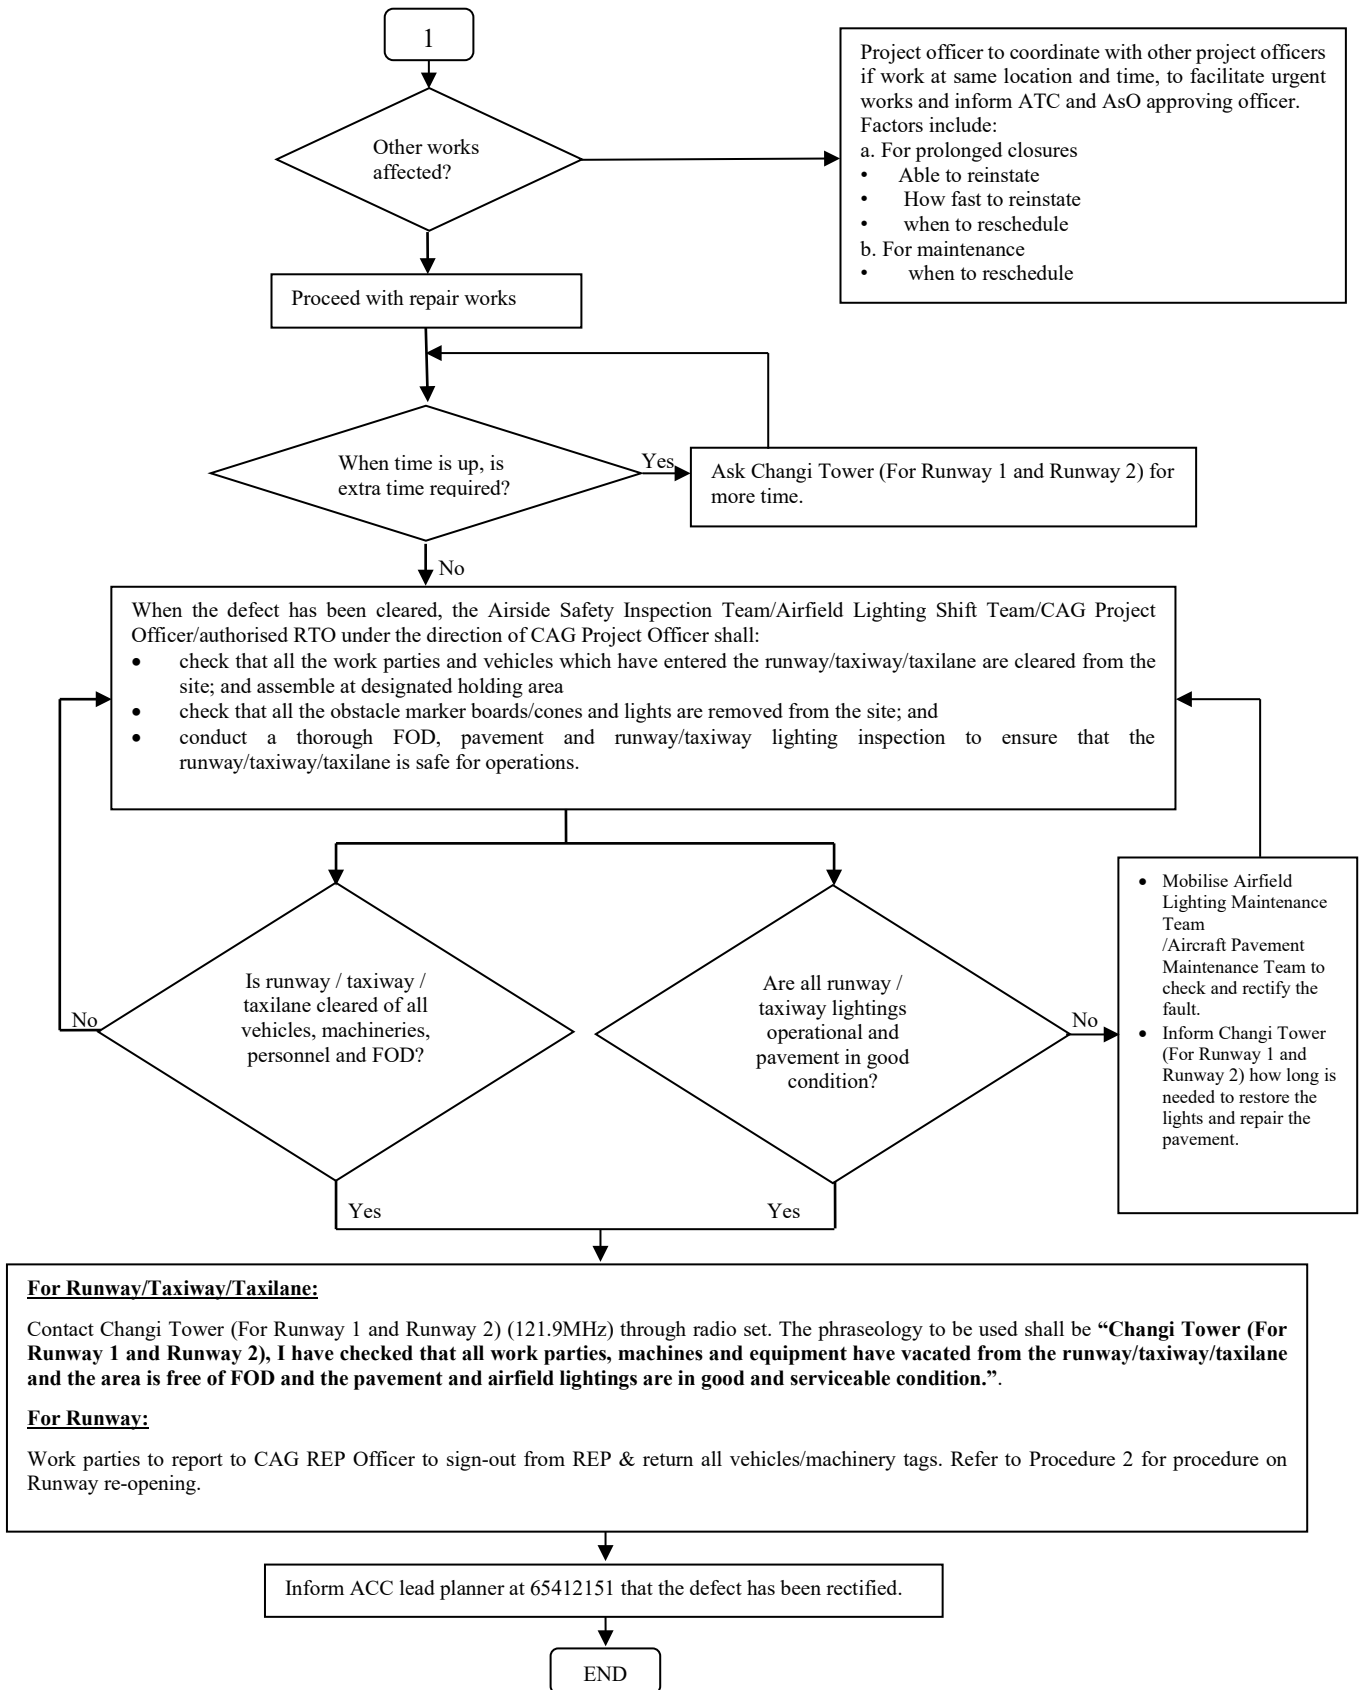 1
Project officer to coordinate with other project officers
if work at same location and time, to facilitate urgent
works and inform ATC and AsO approving officer.
Factors include:
a. For prolonged closures
• Able to reinstate
• How fast to reinstate
• when to reschedule
b. For maintenance
• when to reschedule
Other works
affected?
Proceed with repair works
When time is up, is
extra time required?
Yes
Ask Changi Tower (For Runway 1 and Runway 2) for
more time.
No
When the defect has been cleared, the Airside Safety Inspection Team/Airfield Lighting Shift Team/CAG Project
Officer/authorised RTO under the direction of CAG Project Officer shall:
• check that all the work parties and vehicles which have entered the runway/taxiway/taxilane are cleared from the
site; and assemble at designated holding area
• check that all the obstacle marker boards/cones and lights are removed from the site; and
• conduct a thorough FOD, pavement and runway/taxiway lighting inspection to ensure that the
runway/taxiway/taxilane is safe for operations.
Is runway / taxiway /
taxilane cleared of all
vehicles, machineries,
personnel and FOD?
No
Yes
Are all runway /
taxiway lightings
operational and
pavement in good
condition?
No
Yes
• Mobilise Airfield
Lighting Maintenance
Team
/Aircraft Pavement
Maintenance Team to
check and rectify the
fault.
• Inform Changi Tower
(For Runway 1 and
Runway 2) how long is
needed to restore the
lights and repair the
pavement.
For Runway/Taxiway/Taxilane:
Contact Changi Tower (For Runway 1 and Runway 2) (121.9MHz) through radio set. The phraseology to be used shall be “Changi Tower (For
Runway 1 and Runway 2), I have checked that all work parties, machines and equipment have vacated from the runway/taxiway/taxilane
and the area is free of FOD and the pavement and airfield lightings are in good and serviceable condition.”.
For Runway:
Work parties to report to CAG REP Officer to sign-out from REP & return all vehicles/machinery tags. Refer to Procedure 2 for procedure on
Runway re-opening.
Inform ACC lead planner at 65412151 that the defect has been rectified.
END